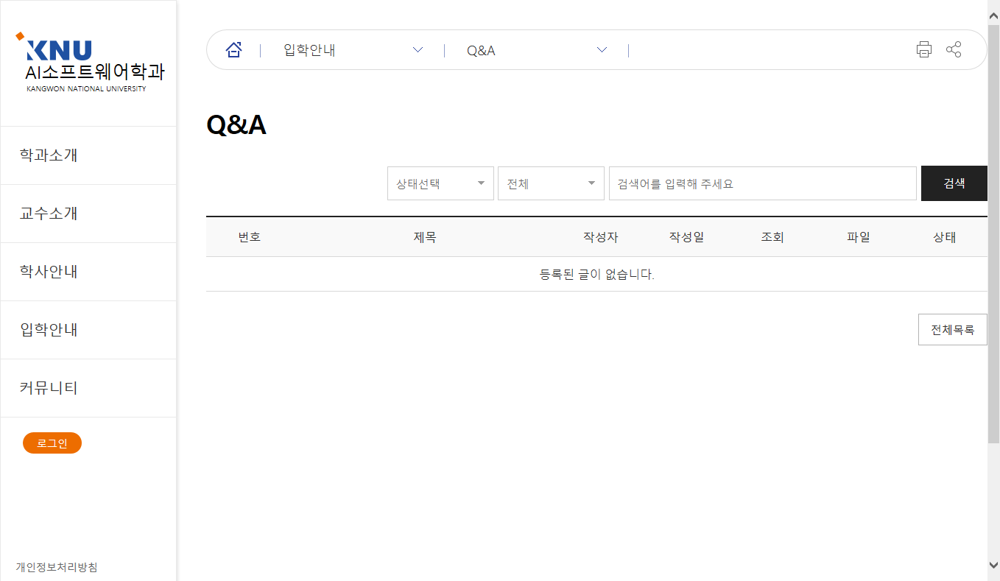 KNU
AI소프트웨어학과
KANGWON NATIONAL UNIVERSITY
학과소개
교수소개
학사안내
입학안내
커뮤니티
로그인
개인정보처리방침
입학안내 Q&A
Q&A
상태선택 전체 검색어를 입력해 주세요 검색
번호 제목 작성자 작성일 조회 파일 상태
등록된 글이 없습니다.
전체목록